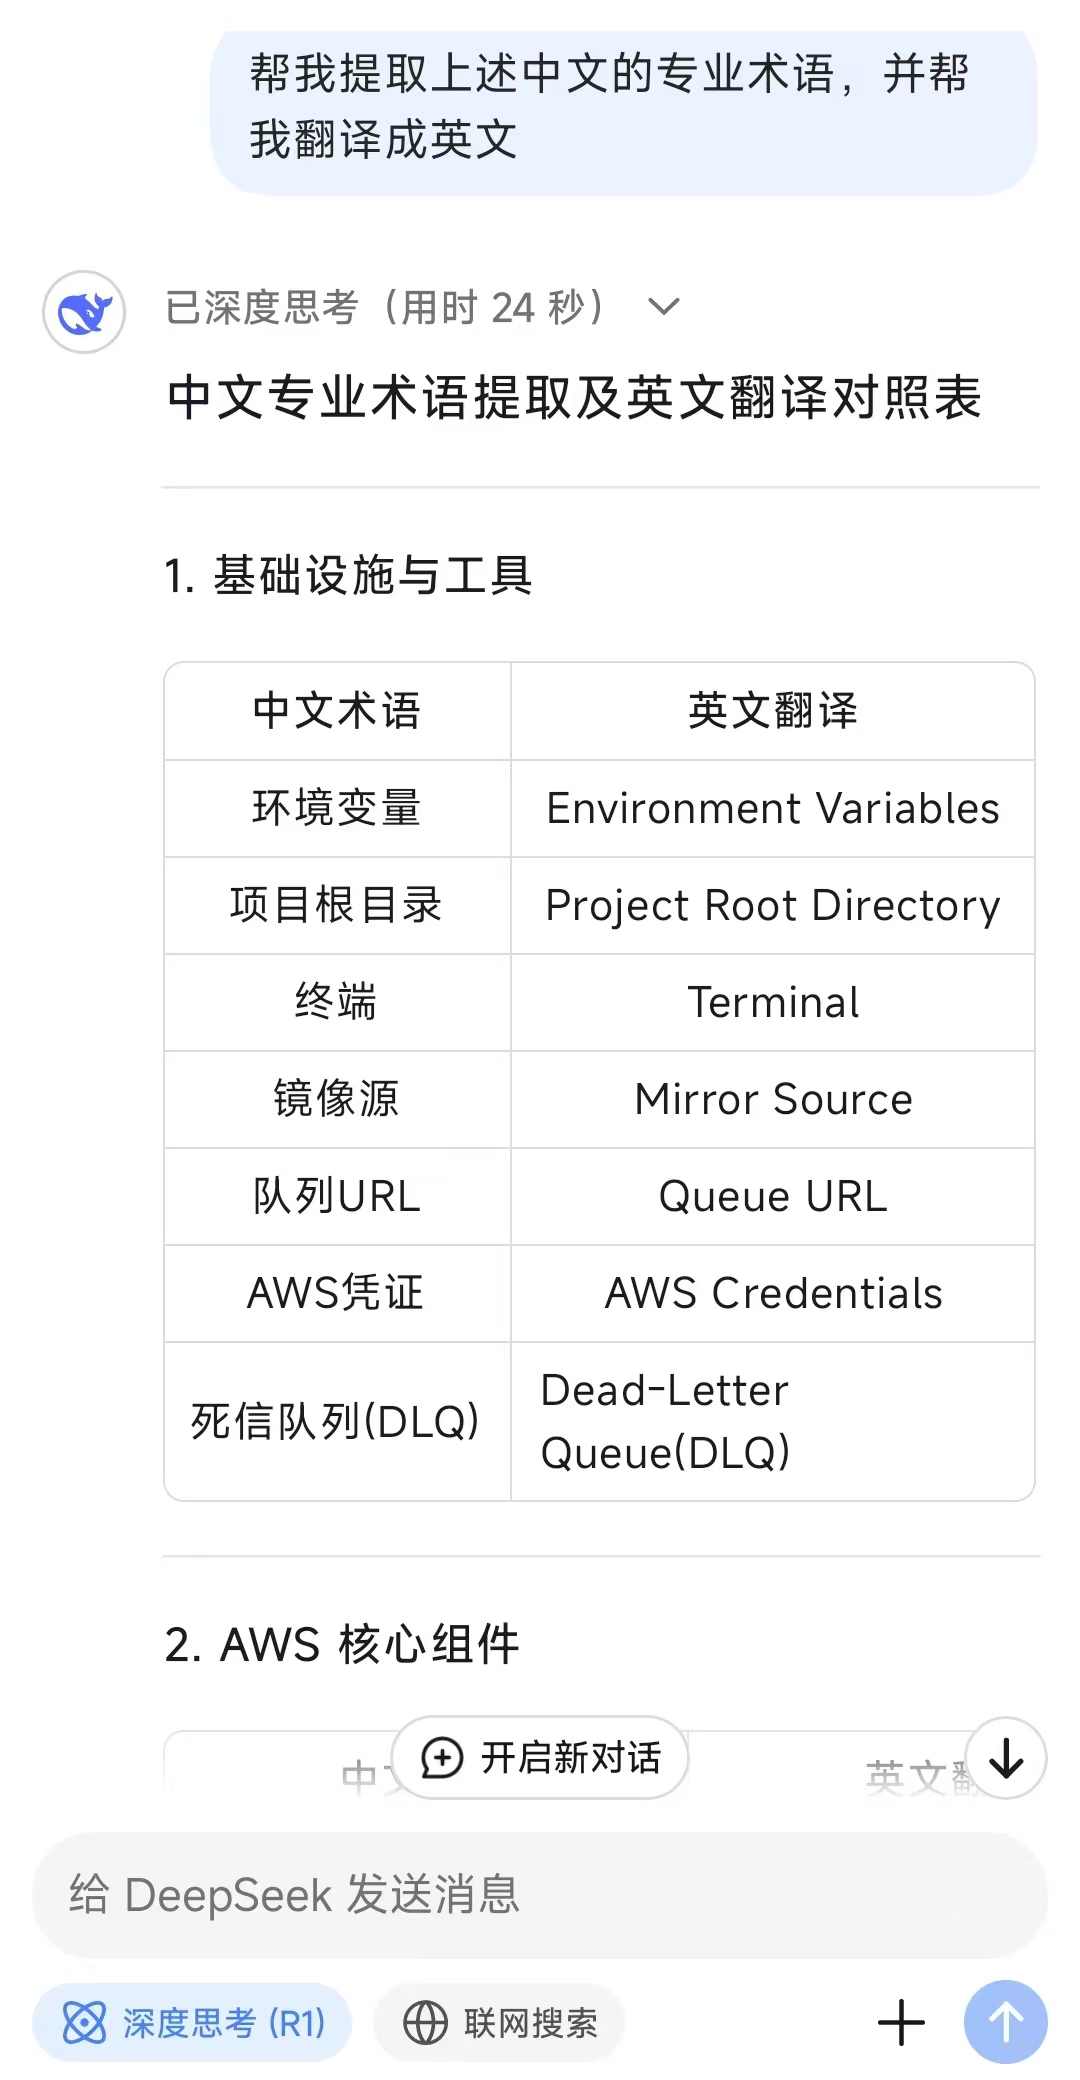 帮我提取上述中文的专业术语，并帮
我翻译成英文
已深度思考（用时 24 秒）
中文专业术语提取及英文翻译对照表
1. 基础设施与工具
中文术语 英文翻译
环境变量 Environment Variables
项目根目录 Project Root Directory
终端 Terminal
镜像源 Mirror Source
队列URL Queue URL
AWS凭证 AWS Credentials
死信队列(DLQ) Dead-Letter
Queue(DLQ)
2. AWS 核心组件
中 英文
开启新对话
给 DeepSeek 发送消息
深度思考 (R1) 联网搜索